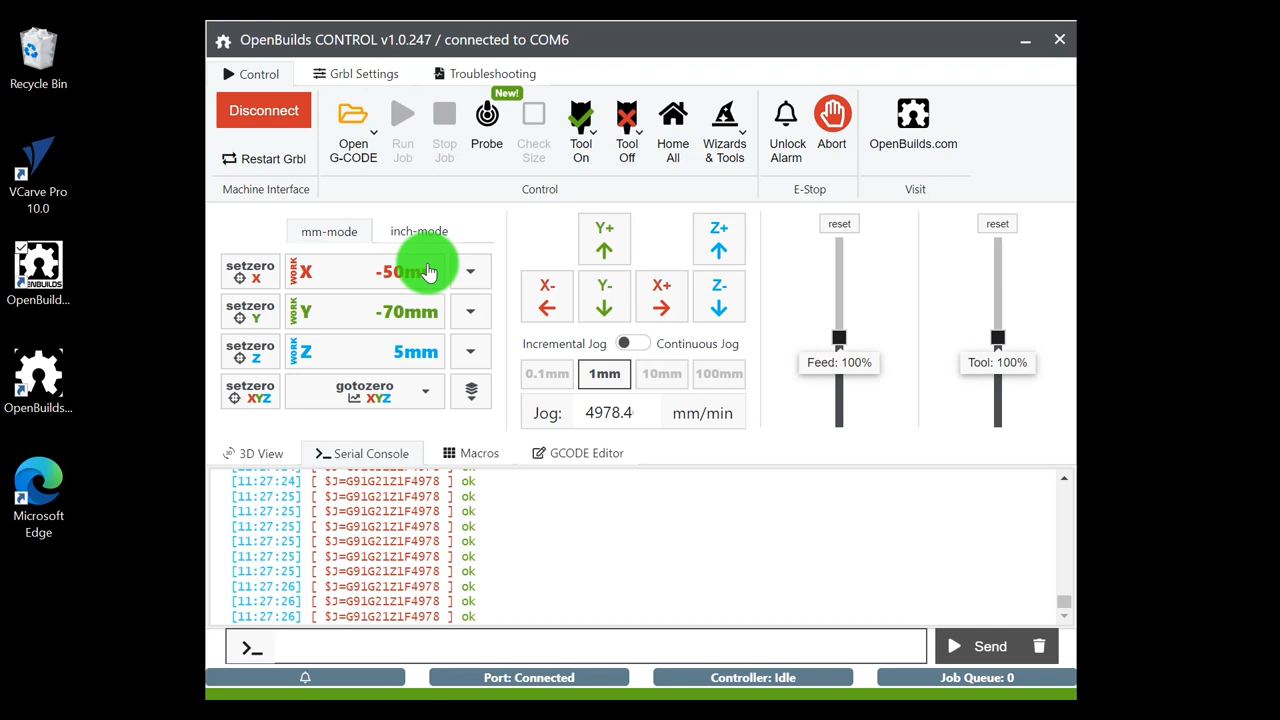 Recycle Bin
VCarve Pro
10.0
OpenBuild...
OpenBuilds...
Microsoft
Edge
OpenBuilds CONTROL v1.0.247 / connected to COM6
Control
Grbl Settings
Troubleshooting
Disconnect
Restart Grbl
Machine Interface
Open
G-CODE
Run
Job
Stop
Job
New!
Probe
Check
Size
Tool
On
Tool
Off
Home
All
Wizards
& Tools
Control
Unlock
Alarm
Abort
E-Stop
OpenBuilds.com
Visit
mm-mode
inch-mode
setzero
X
WORK
X
-50mm
setzero
Y
WORK
Y
-70mm
setzero
Z
WORK
Z
5mm
setzero
XYZ
gotozero
XYZ
Y+
Z+
X-
Y-
X+
Z-
Incremental Jog
Continuous Jog
0.1mm
1mm
10mm
100mm
Jog:
mm/min
reset
Feed: 100%
reset
Tool: 100%
3D View
Serial Console
Macros
GCODE Editor
[11:27:24] [ $J=G91G21Z1F4978 ] ok
[11:27:25] [ $J=G91G21Z1F4978 ] ok
[11:27:25] [ $J=G91G21Z1F4978 ] ok
[11:27:25] [ $J=G91G21Z1F4978 ] ok
[11:27:25] [ $J=G91G21Z1F4978 ] ok
[11:27:25] [ $J=G91G21Z1F4978 ] ok
[11:27:25] [ $J=G91G21Z1F4978 ] ok
[11:27:26] [ $J=G91G21Z1F4978 ] ok
[11:27:26] [ $J=G91G21Z1F4978 ] ok
[11:27:26] [ $J=G91G21Z1F4978 ] ok
Send
Port: Connected
Controller: Idle
Job Queue: 0